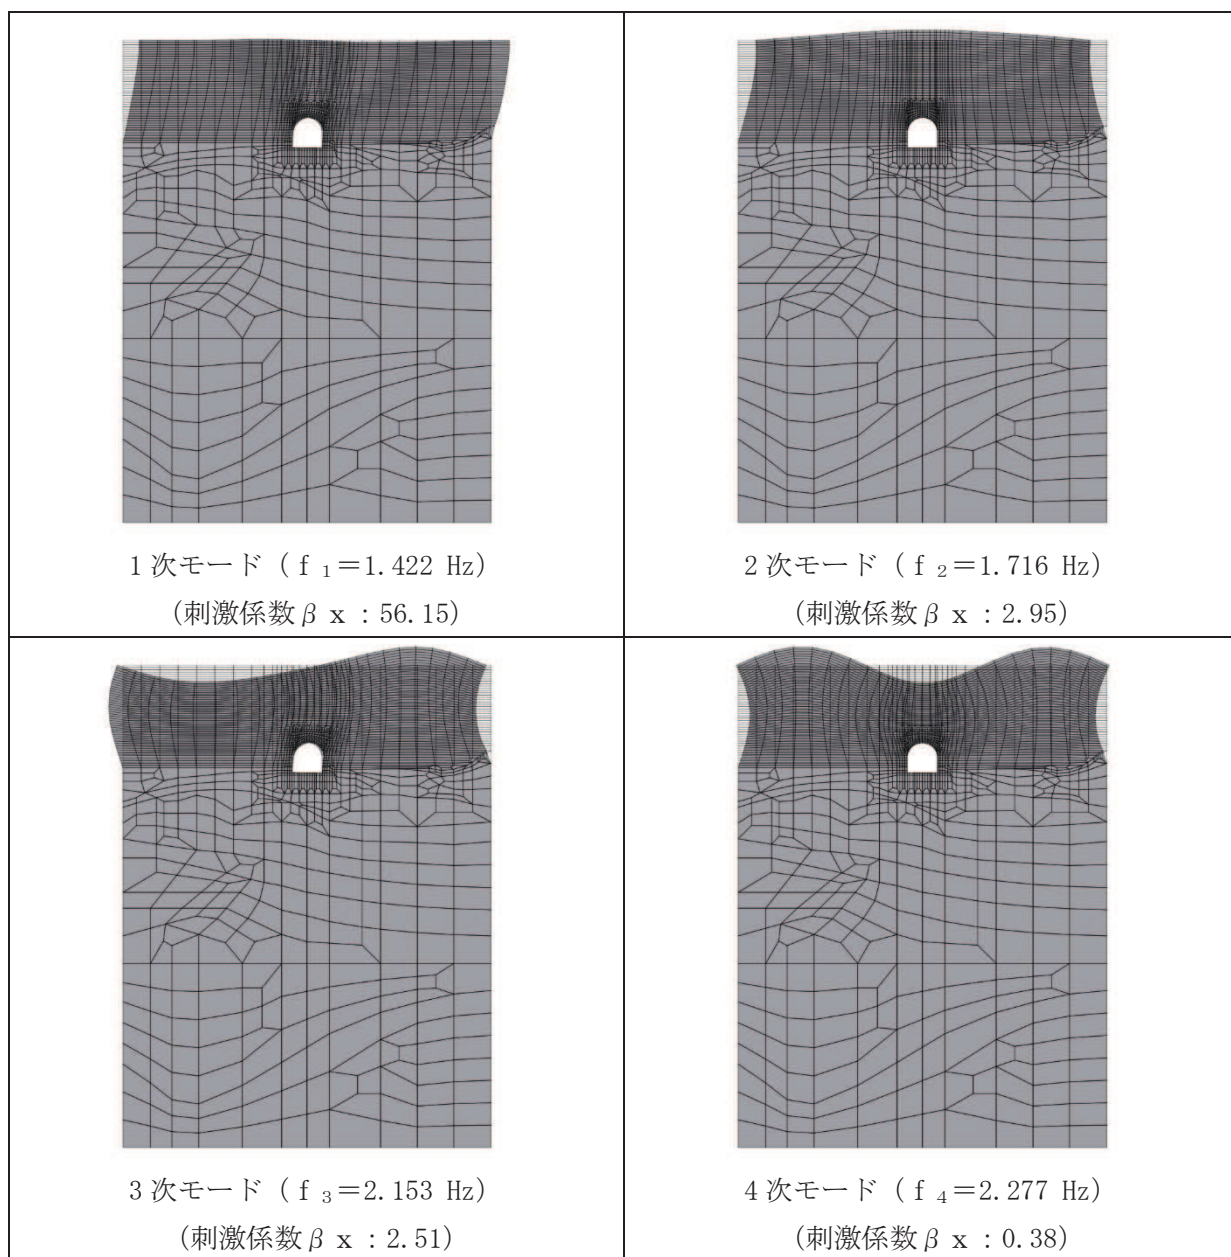 1次モード（f₁＝1.422 Hz）
（刺激係数βx：56.15）
2次モード（f₂＝1.716 Hz）
（刺激係数βx：2.95）
3次モード（f₃＝2.153 Hz）
（刺激係数βx：2.51）
4次モード（f₄＝2.277 Hz）
（刺激係数βx：0.38）